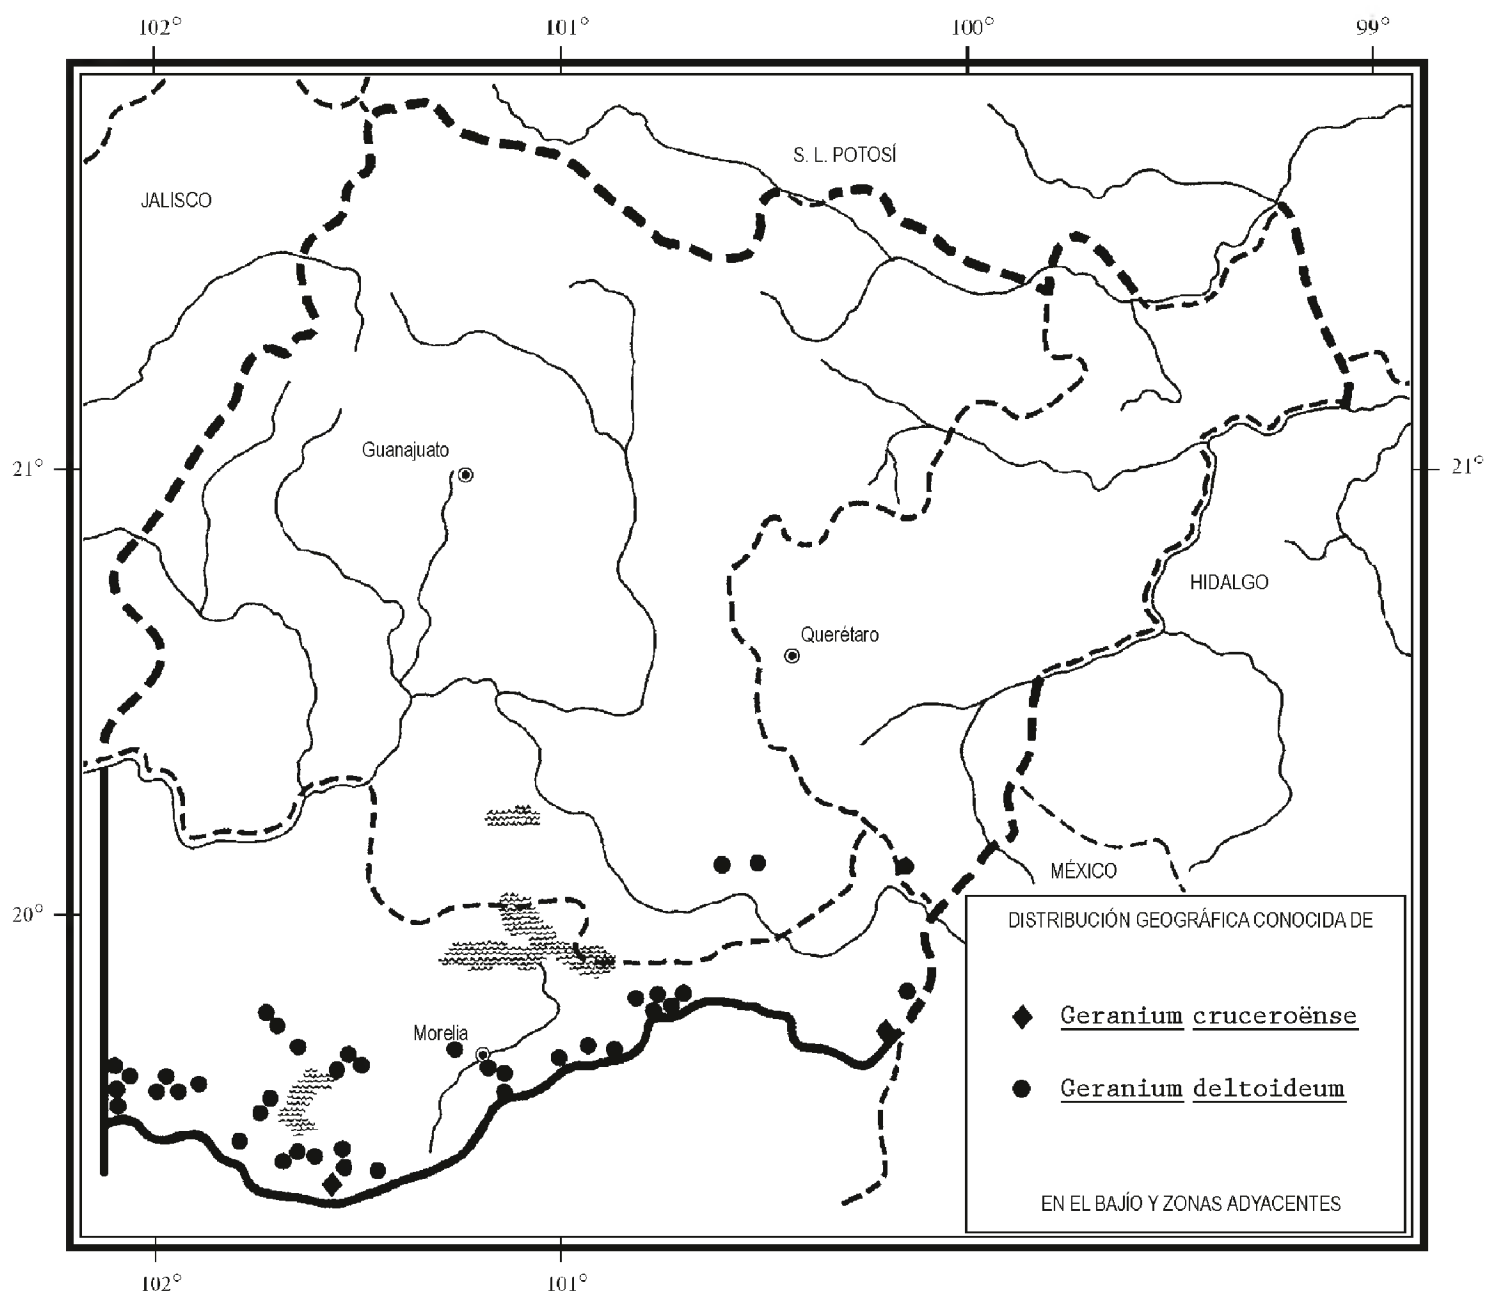 102° 101° 100° 99°
S. L. POTOSÍ
JALISCO
Guanajuato
21° 21°
HIDALGO
Querétaro
MÉXICO
20°
DISTRIBUCIÓN GEOGRÁFICA CONOCIDA DE
Geranium cruceroënse
Morelia
Geranium deltoideum
EN EL BAJÍO Y ZONAS ADYACENTES
102° 101°